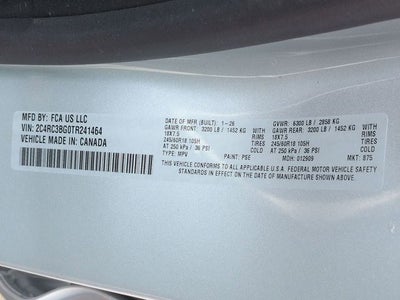 MFD BY: FCA US LLC
VIN: 2C4RC3BG0TR241464
VEHICLE MADE IN: CANADA
DATE OF MFR (BUILT): 1-26 GVWR: 6300 LB / 2858 KG
GAWR FRONT: 3200 LB / 1452 KG WITH GAWR REAR: 3200 LB / 1452 KG WITH
18X7.5 RIMS 18X7.5 RIMS
245/60R18 105H TIRES 245/60R18 105H TIRES
AT 250 kPa / 36 PSI COLD AT 250 kPa / 36 PSI COLD
TYPE: MPV PAINT: PSE MDH: 012909 MKT: 875
THIS VEHICLE CONFORMS TO ALL APPLICABLE U.S.A. FEDERAL MOTOR VEHICLE SAFETY
STANDARDS IN EFFECT ON THE DATE OF MANUFACTURE SHOWN ABOVE.